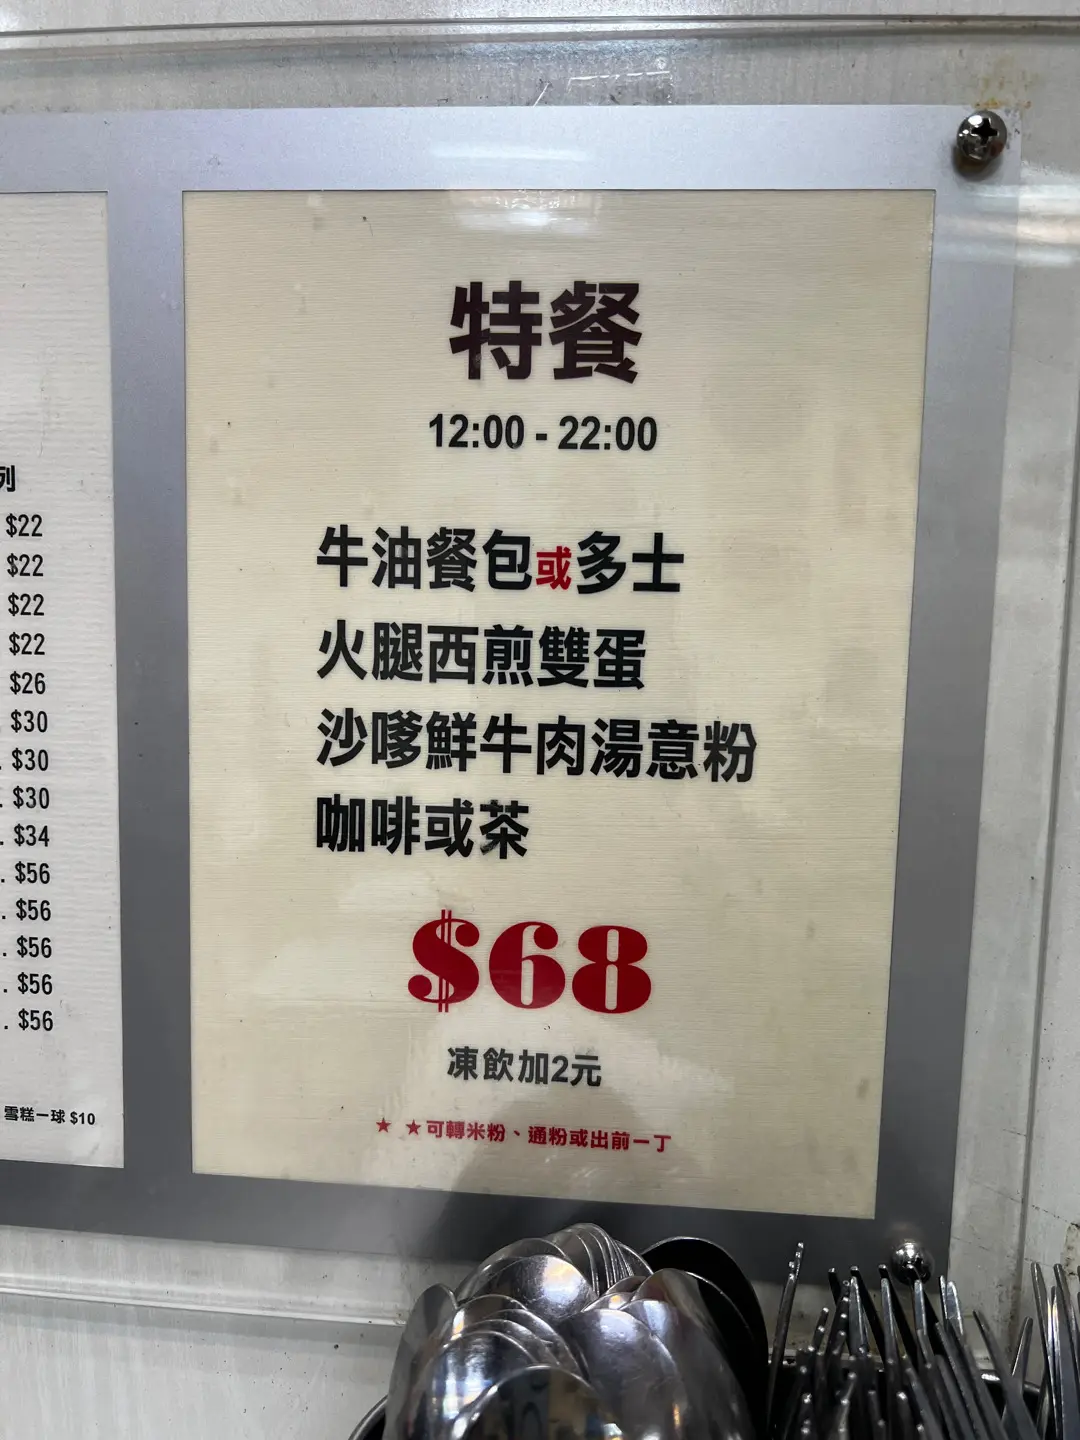 列
$22
$22
$22
$22
$26
$30
. $30
. $30
. $34
. $56
. $56
. $56
. $56
. $56
雪糕一球 $10
特餐
12:00 - 22:00
牛油餐包或多士
火腿西煎雙蛋
沙嗲鮮牛肉湯意粉
咖啡或茶
$68
凍飲加2元
★ ★可轉米粉、通粉或出前一丁